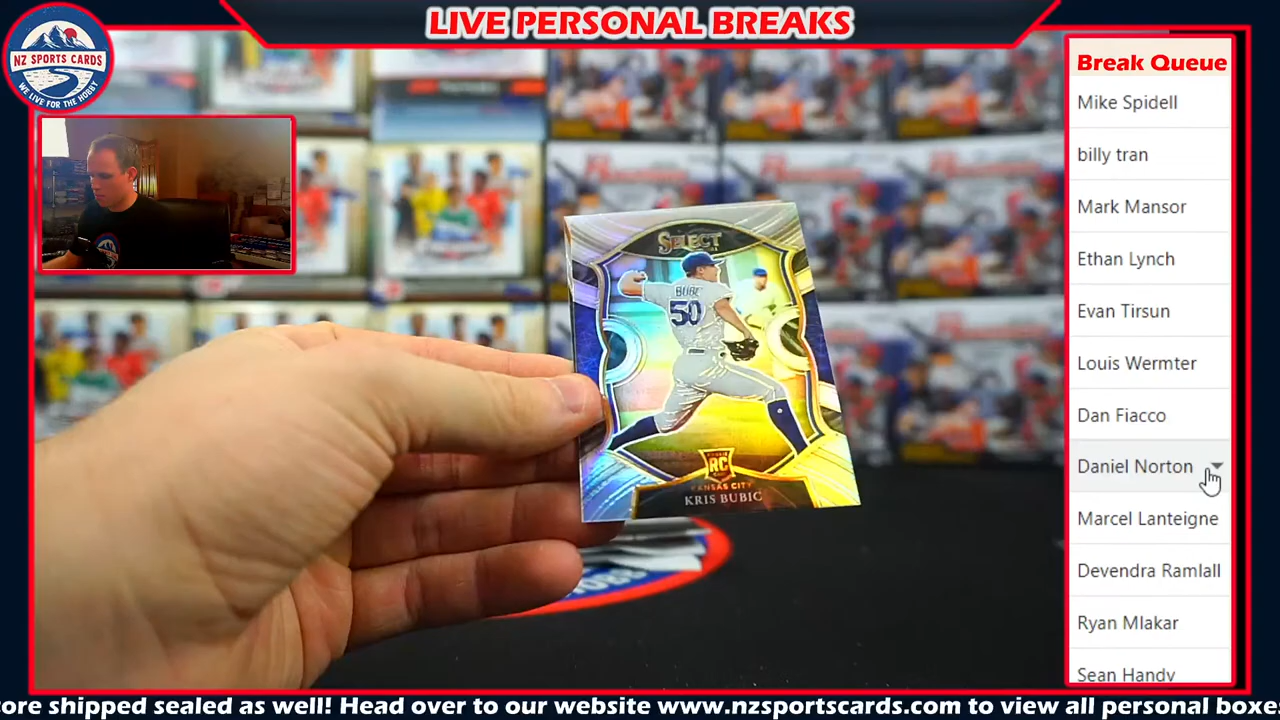 LIVE PERSONAL BREAKS
NZ SPORTS CARDS
WE LIVE FOR THE HOBBY
Break Queue
Mike Spidell
billy tran
Mark Mansor
Ethan Lynch
Evan Tirsun
Louis Wermter
Dan Fiacco
Daniel Norton
Marcel Lanteigne
Devendra Ramlall
Ryan Mlakar
Sean Handy
SELECT
BUBIC
50
RC
KANSAS CITY
KRIS BUBIC
ore shipped sealed as well! Head over to our website www.nzsportscards.com to view all personal boxes